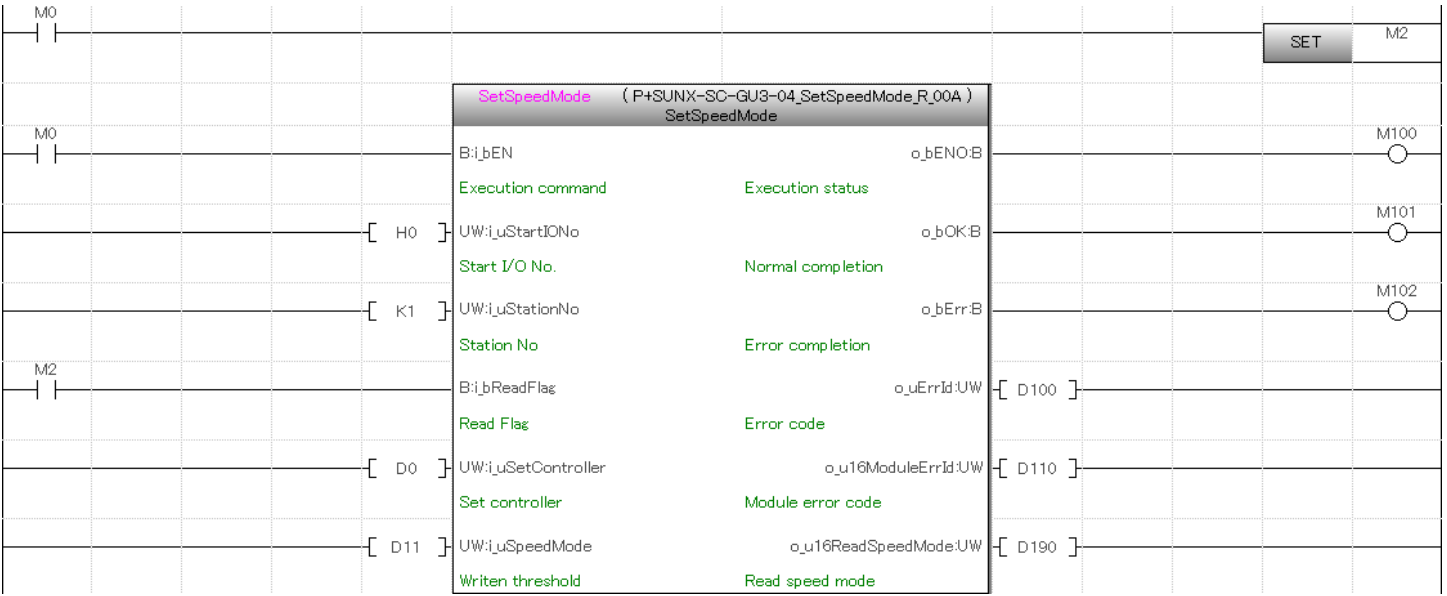 M0
SET M2
SetSpeedMode (P+SUNX-SC-GU3-04_SetSpeedMode_R_00A)
SetSpeedMode
M0 M100
B:i_bEN o_bENO:B
Execution command Execution status
M101
H0 UW:i_uStartIONo o_bOK:B
Start I/O No. Normal completion
M102
K1 UW:i_uStationNo o_bErr:B
Station No Error completion
M2
B:i_bReadFlag o_uErrId:UW D100
Read Flag Error code
D0 UW:i_uSetController o_u16ModuleErrId:UW D110
Set controller Module error code
D11 UW:i_uSpeedMode o_u16ReadSpeedMode:UW D190
Writen threshold Read speed mode